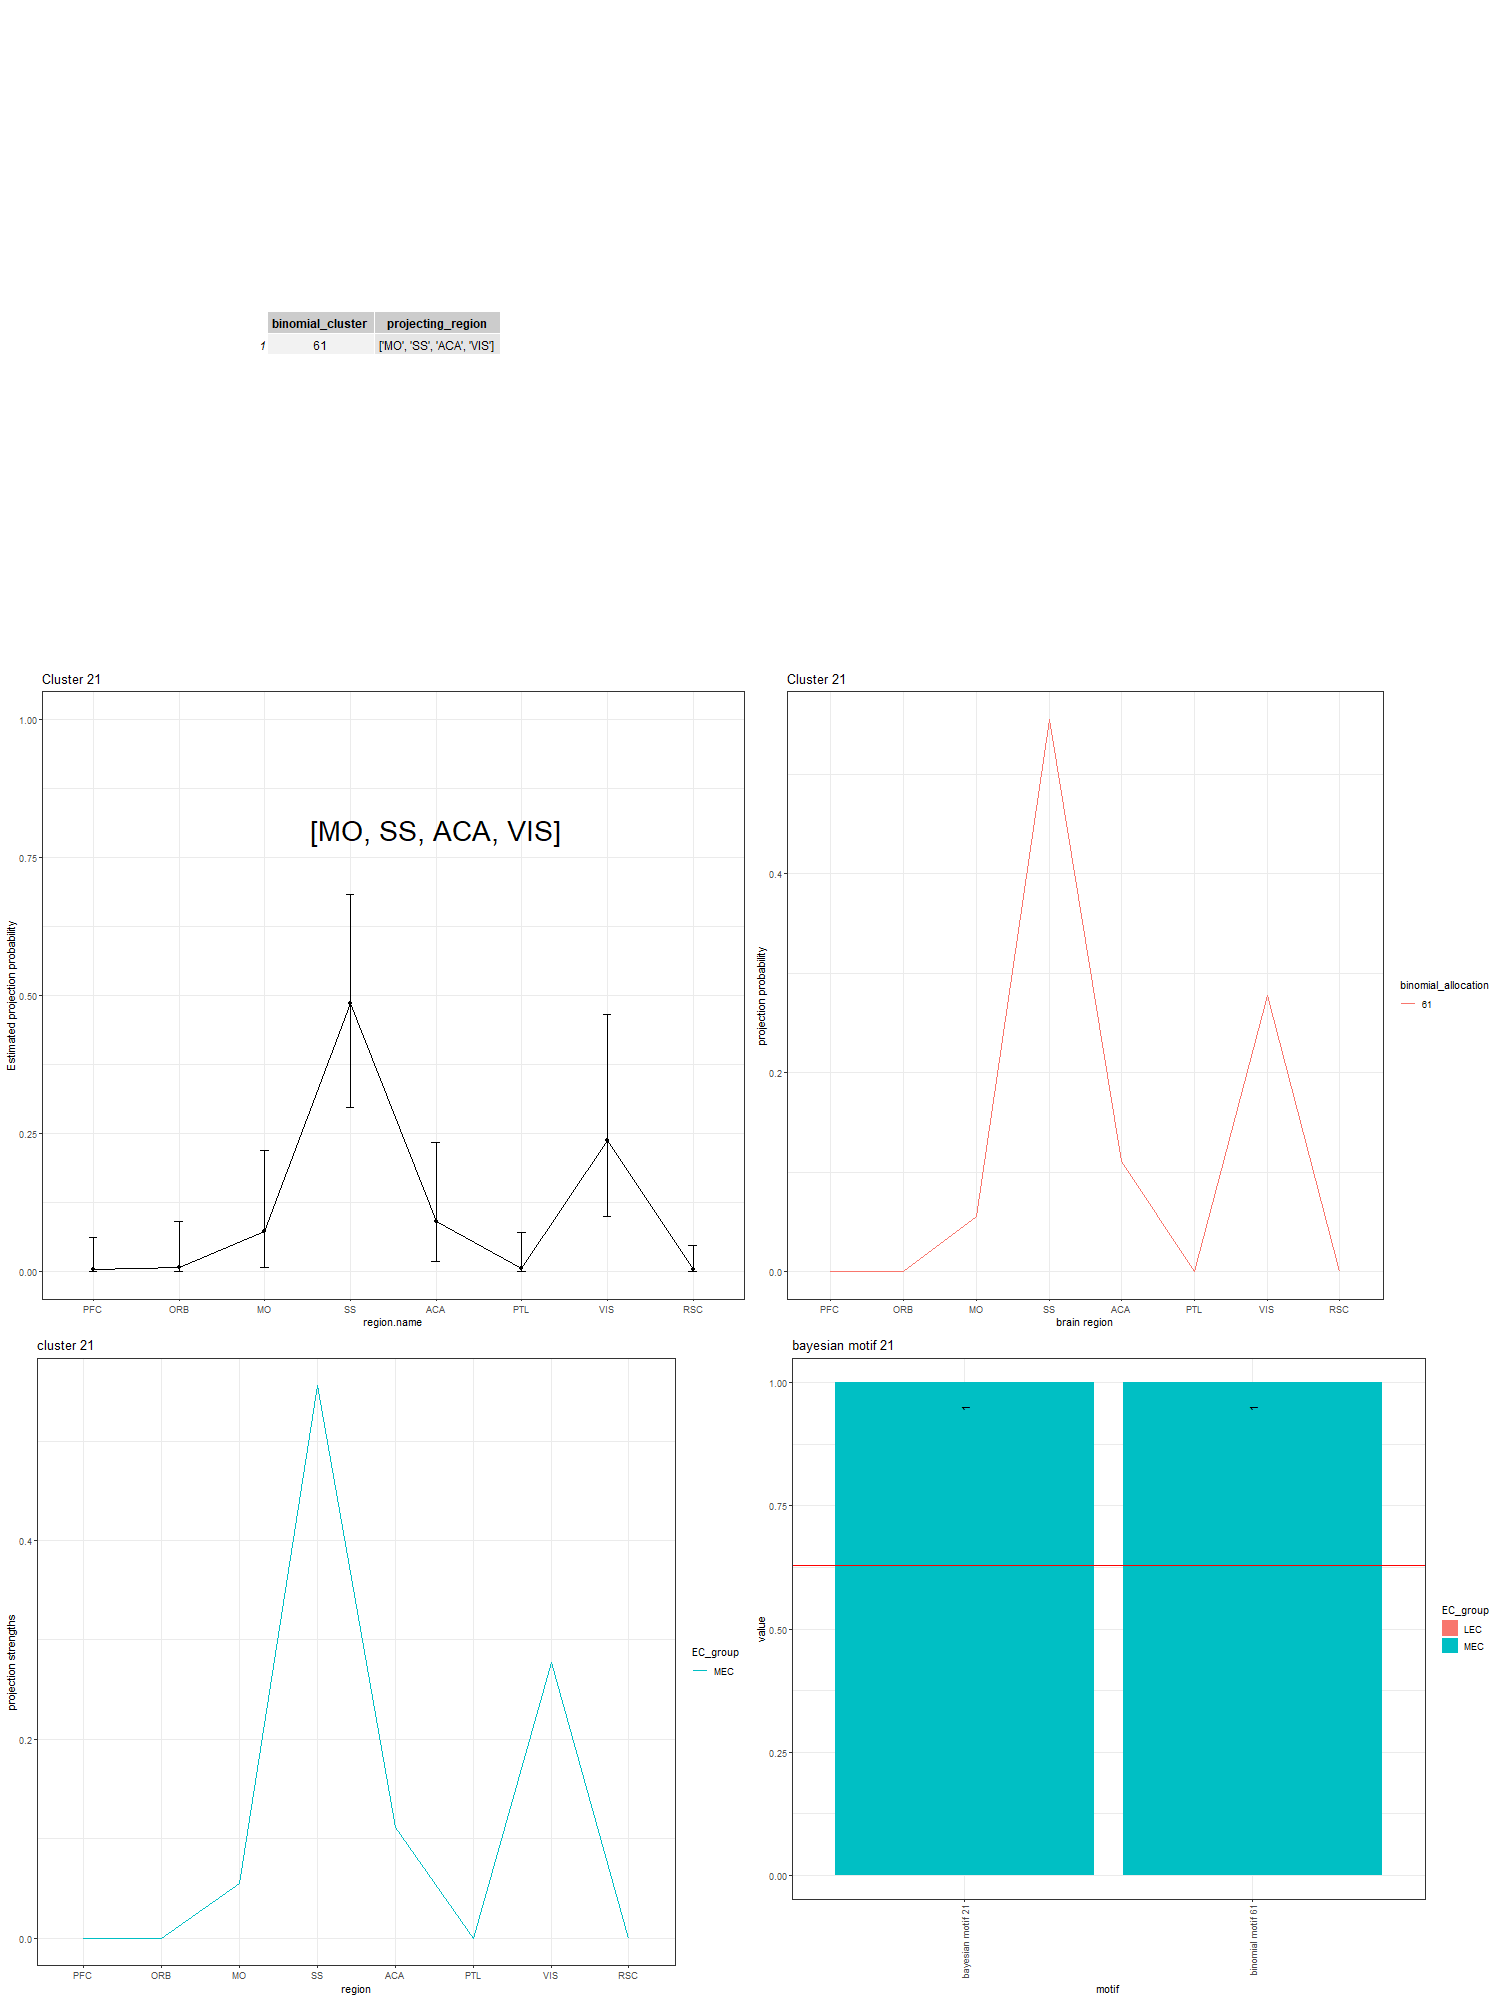 binomial_cluster projecting_region
1 61 ['MO', 'SS', 'ACA', 'VIS']
Cluster 21
1.00
0.75
0.50
0.25
0.00
Estimated projection probability
[MO, SS, ACA, VIS]
PFC ORB MO SS ACA PTL VIS RSC
region.name
Cluster 21
0.4
0.2
0.0
projection probability
PFC ORB MO SS ACA PTL VIS RSC
brain region
binomial_allocation
61
cluster 21
0.4
0.2
0.0
projection strengths
PFC ORB MO SS ACA PTL VIS RSC
region
EC_group
MEC
bayesian motif 21
1.00
0.75
0.50
0.25
0.00
value
1
1
bayesian motif 21
binomial motif 61
motif
EC_group
LEC
MEC